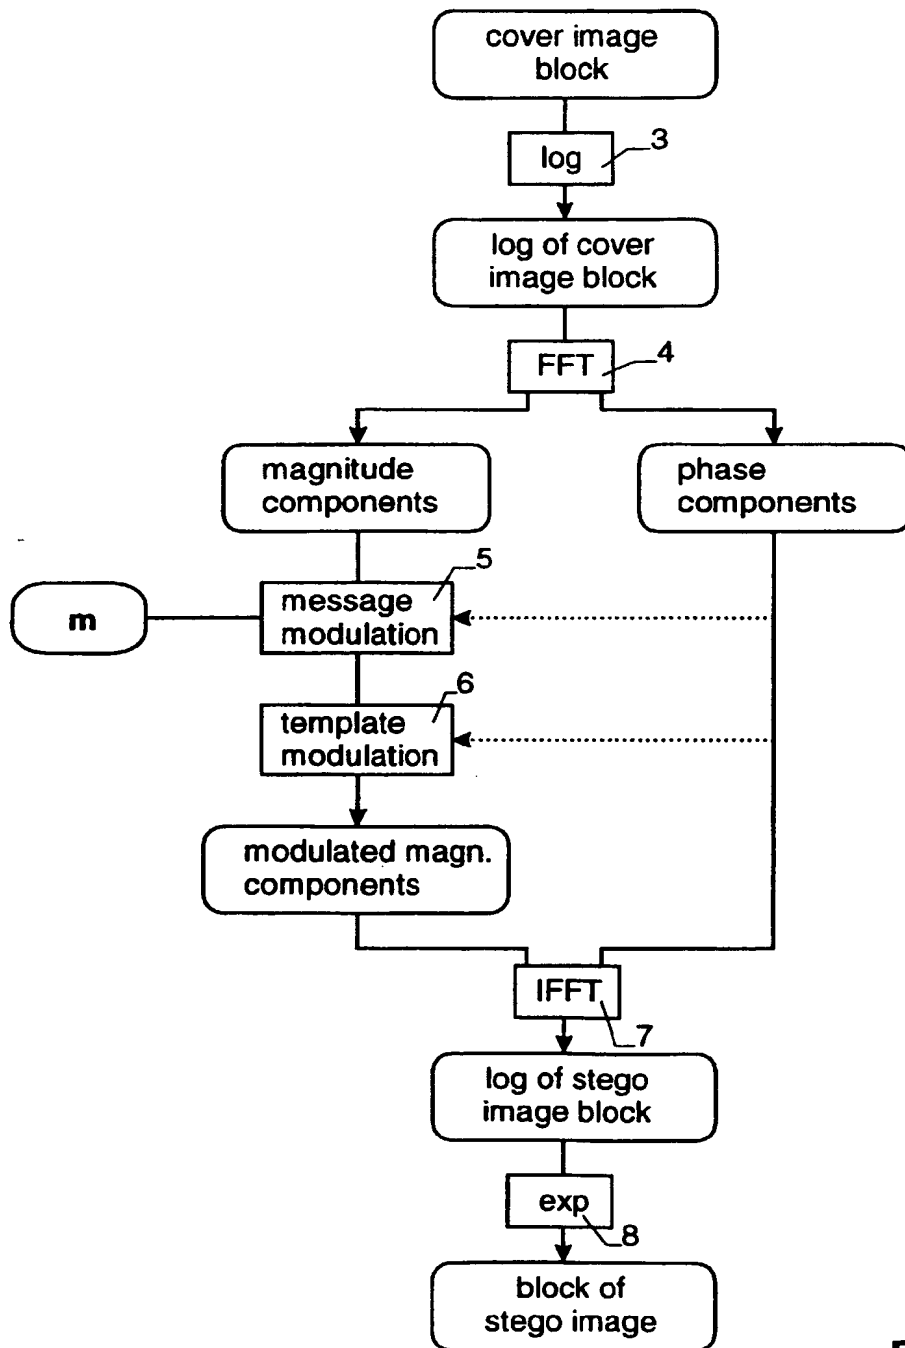 cover image
block
3
log
log of cover
image block
4
FFT
magnitude
components
phase
components
5
message
modulation
m
6
template
modulation
modulated magn.
components
IFFT
7
log of stego
image block
exp
8
block of
stego image